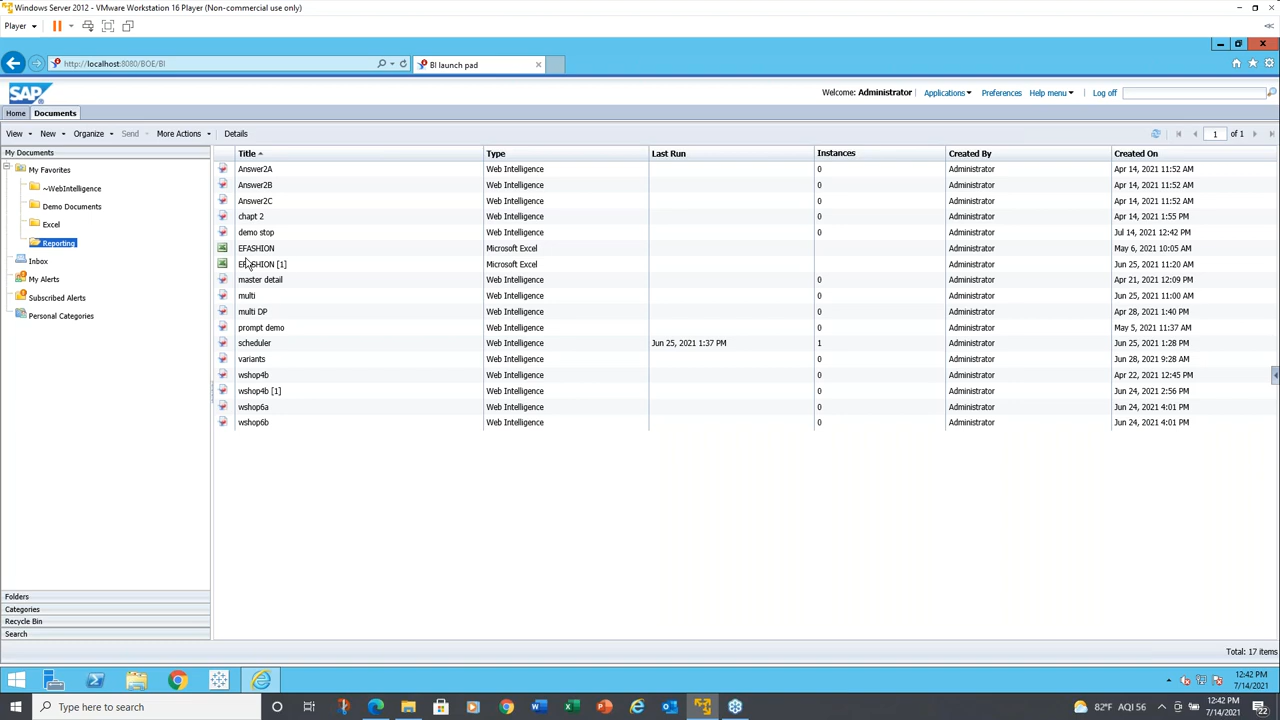 Windows Server 2012 - VMware Workstation 16 Player (Non-commercial use only)
Player
http://localhost:8080/BOE/BI
BI launch pad
SAP
Welcome: Administrator Applications Preferences Help menu Log off
Home Documents
View New Organize Send More Actions Details 1 of 1
My Documents
My Favorites
~WebIntelligence
Demo Documents
Excel
Reporting
Inbox
My Alerts
Subscribed Alerts
Personal Categories
Folders
Categories
Recycle Bin
Search
Title Type Last Run Instances Created By Created On
Answer2A Web Intelligence 0 Administrator Apr 14, 2021 11:52 AM
Answer2B Web Intelligence 0 Administrator Apr 14, 2021 11:52 AM
Answer2C Web Intelligence 0 Administrator Apr 14, 2021 11:52 AM
chapt 2 Web Intelligence 0 Administrator Apr 14, 2021 1:55 PM
demo stop Web Intelligence 0 Administrator Jul 14, 2021 12:42 PM
EFASHION Microsoft Excel Administrator May 6, 2021 10:05 AM
EFASHION [1] Microsoft Excel Administrator Jun 25, 2021 11:20 AM
master detail Web Intelligence 0 Administrator Apr 21, 2021 12:09 PM
multi Web Intelligence 0 Administrator Jun 25, 2021 11:00 AM
multi DP Web Intelligence 0 Administrator Apr 28, 2021 1:40 PM
prompt demo Web Intelligence 0 Administrator May 5, 2021 11:37 AM
scheduler Web Intelligence Jun 25, 2021 1:37 PM 1 Administrator Jun 25, 2021 1:28 PM
variants Web Intelligence 0 Administrator Jun 28, 2021 9:28 AM
wshop4b Web Intelligence 0 Administrator Apr 22, 2021 12:45 PM
wshop4b [1] Web Intelligence 0 Administrator Jun 24, 2021 2:56 PM
wshop6a Web Intelligence 0 Administrator Jun 24, 2021 4:01 PM
wshop6b Web Intelligence 0 Administrator Jun 24, 2021 4:01 PM
Total: 17 items
12:42 PM
7/14/2021
Type here to search
82°F AQI 56
12:42 PM
7/14/2021
22